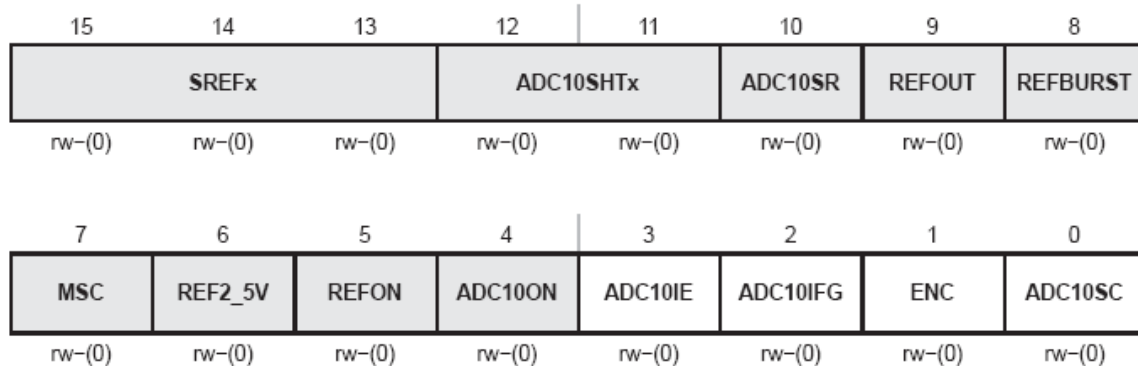 15 14 13 12 11 10 9 8
SREFx ADC10SHTx ADC10SR REFOUT REFBURST
rw−(0) rw−(0) rw−(0) rw−(0) rw−(0) rw−(0) rw−(0) rw−(0)
7 6 5 4 3 2 1 0
MSC REF2_5V REFON ADC10ON ADC10IE ADC10IFG ENC ADC10SC
rw−(0) rw−(0) rw−(0) rw−(0) rw−(0) rw−(0) rw−(0) rw−(0)